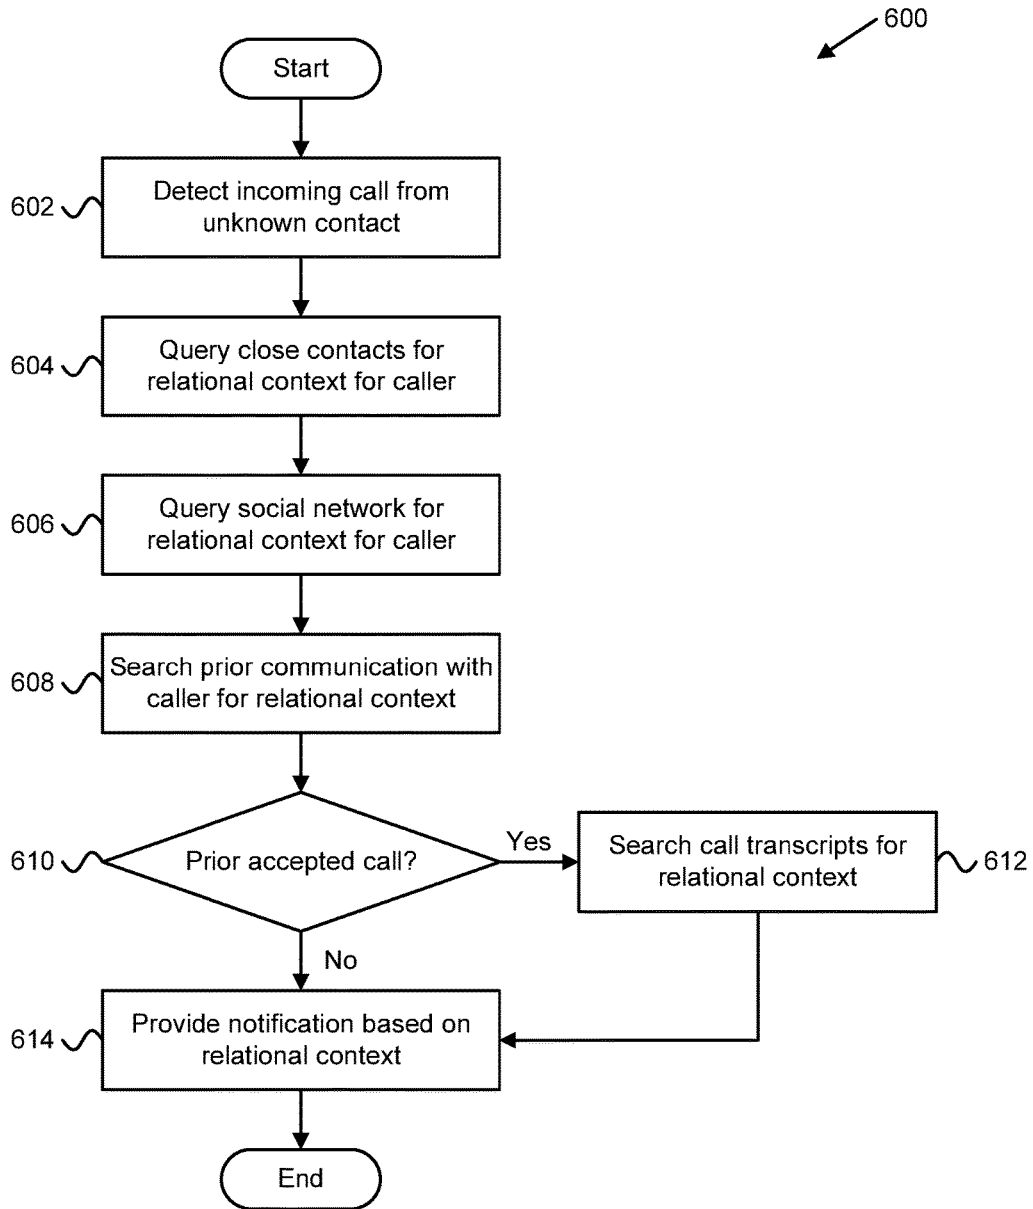 600
Start
602
Detect incoming call from
unknown contact
604
Query close contacts for
relational context for caller
606
Query social network for
relational context for caller
608
Search prior communication with
caller for relational context
610
Prior accepted call?
Yes
Search call transcripts for
relational context
612
No
614
Provide notification based on
relational context
End